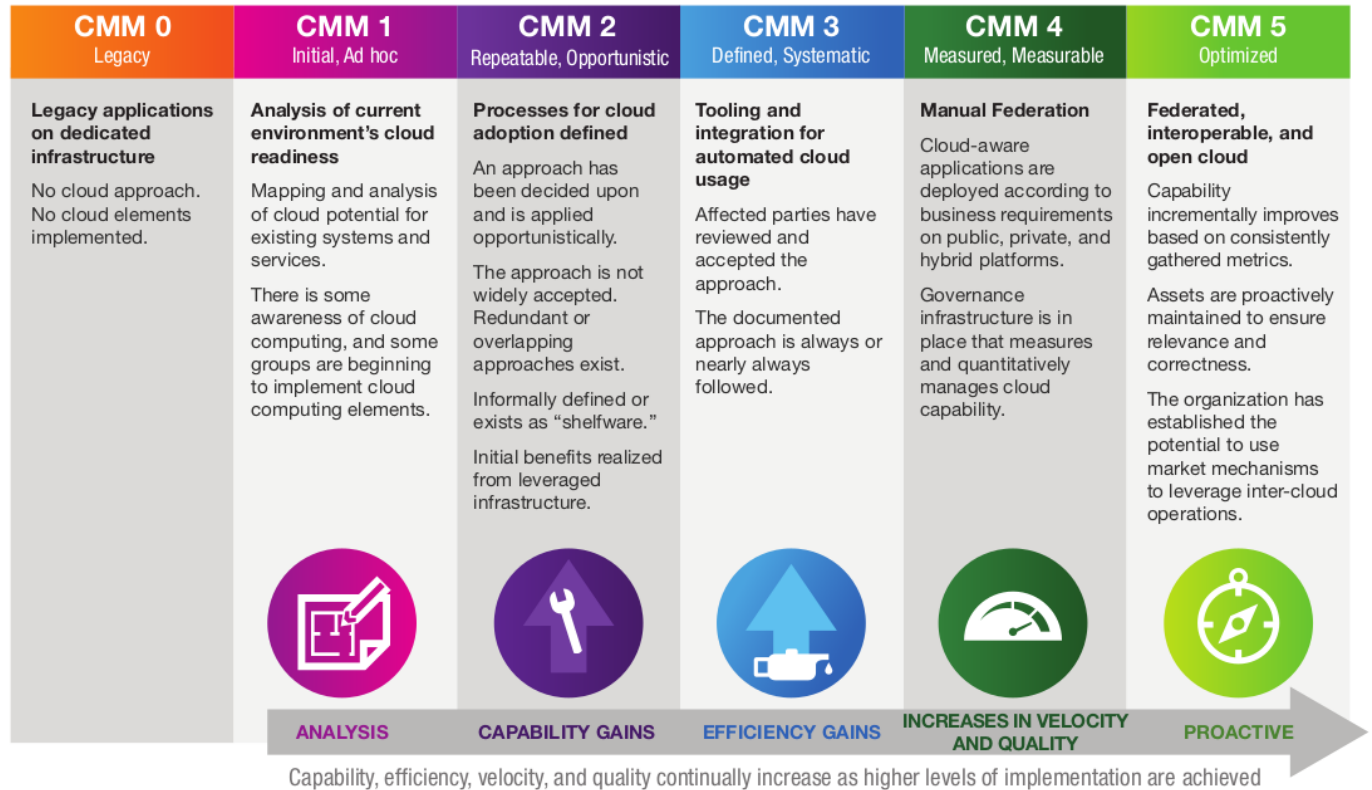 CMM 0
Legacy
Legacy applications
on dedicated
infrastructure
No cloud approach.
No cloud elements
implemented.
CMM 1
Initial, Ad hoc
Analysis of current
environment’s cloud
readiness
Mapping and analysis
of cloud potential for
existing systems and
services.
There is some
awareness of cloud
computing, and some
groups are beginning
to implement cloud
computing elements.
ANALYSIS
CMM 2
Repeatable, Opportunistic
Processes for cloud
adoption defined
An approach has
been decided upon
and is applied
opportunistically.
The approach is not
widely accepted.
Redundant or
overlapping
approaches exist.
Informally defined or
exists as “shelfware.”
Initial benefits realized
from leveraged
infrastructure.
CAPABILITY GAINS
CMM 3
Defined, Systematic
Tooling and
integration for
automated cloud
usage
Affected parties have
reviewed and
accepted the
approach.
The documented
approach is always or
nearly always
followed.
EFFICIENCY GAINS
CMM 4
Measured, Measurable
Manual Federation
Cloud-aware
applications are
deployed according to
business requirements
on public, private, and
hybrid platforms.
Governance
infrastructure is in
place that measures
and quantitatively
manages cloud
capability.
INCREASES IN VELOCITY
AND QUALITY
CMM 5
Optimized
Federated,
interoperable, and
open cloud
Capability
incrementally improves
based on consistently
gathered metrics.
Assets are proactively
maintained to ensure
relevance and
correctness.
The organization has
established the
potential to use
market mechanisms
to leverage inter-cloud
operations.
PROACTIVE
Capability, efficiency, velocity, and quality continually increase as higher levels of implementation are achieved